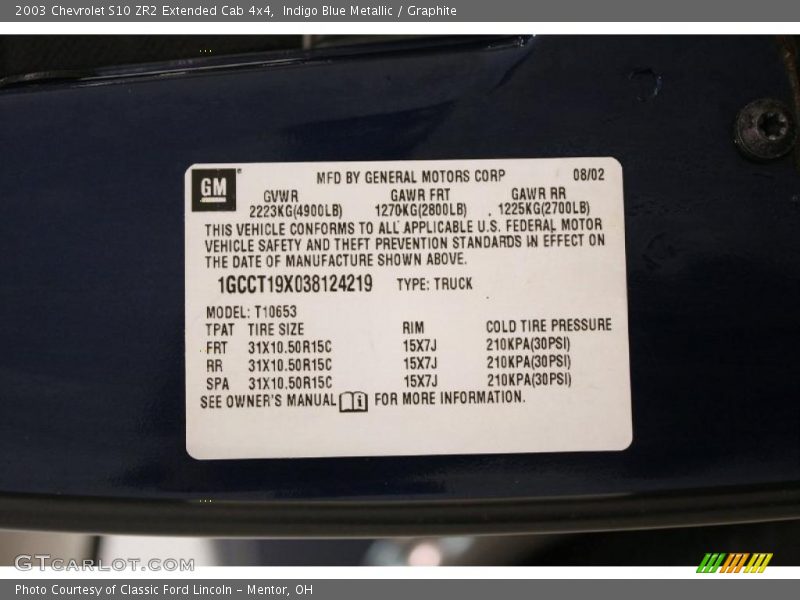 2003 Chevrolet S10 ZR2 Extended Cab 4x4, Indigo Blue Metallic / Graphite
GM MFD BY GENERAL MOTORS CORP 08/02
GVWR GAWR FRT GAWR RR
2223KG(4900LB) 1270KG(2800LB) 1225KG(2700LB)
THIS VEHICLE CONFORMS TO ALL APPLICABLE U.S. FEDERAL MOTOR
VEHICLE SAFETY AND THEFT PREVENTION STANDARDS IN EFFECT ON
THE DATE OF MANUFACTURE SHOWN ABOVE.
1GCCT19X038124219 TYPE: TRUCK
MODEL: T10653
TPAT TIRE SIZE RIM COLD TIRE PRESSURE
FRT 31X10.50R15C 15X7J 210KPA(30PSI)
RR 31X10.50R15C 15X7J 210KPA(30PSI)
SPA 31X10.50R15C 15X7J 210KPA(30PSI)
SEE OWNER'S MANUAL FOR MORE INFORMATION.
GTCarLot.com
Photo Courtesy of Classic Ford Lincoln - Mentor, OH